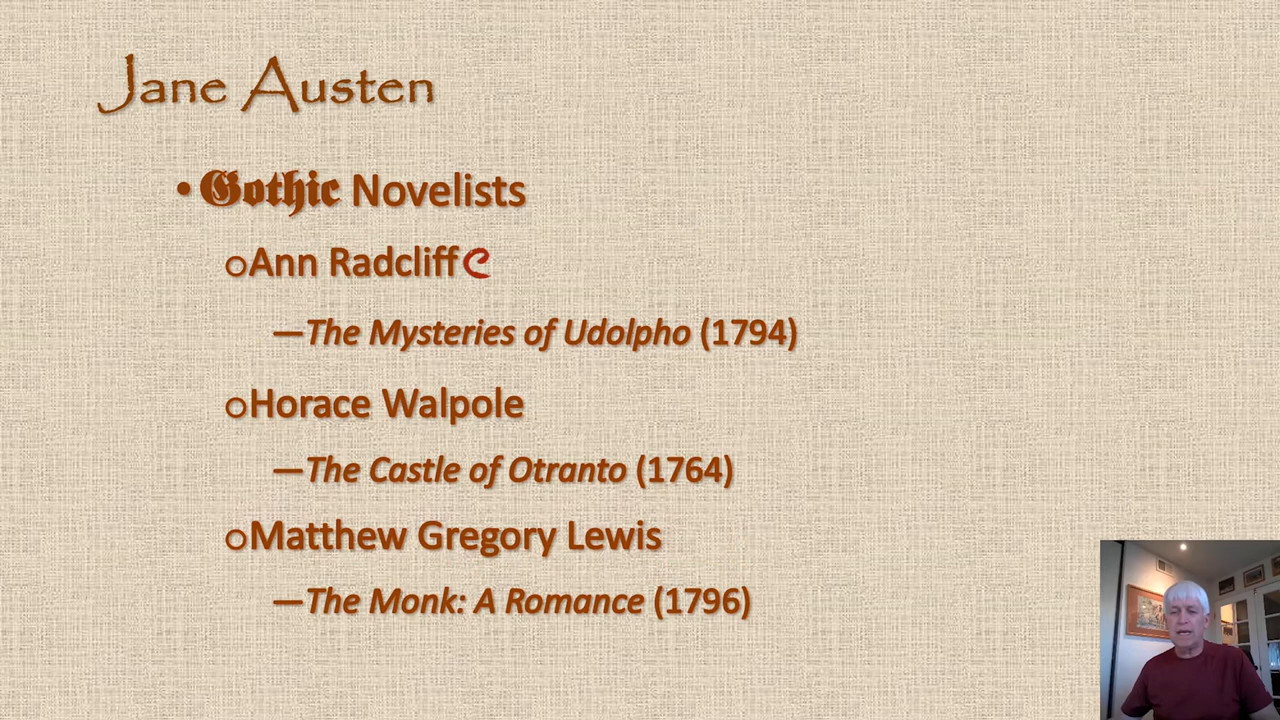 Jane Austen
• Gothic Novelists
o Ann Radcliffe
—The Mysteries of Udolpho (1794)
o Horace Walpole
—The Castle of Otranto (1764)
o Matthew Gregory Lewis
—The Monk: A Romance (1796)